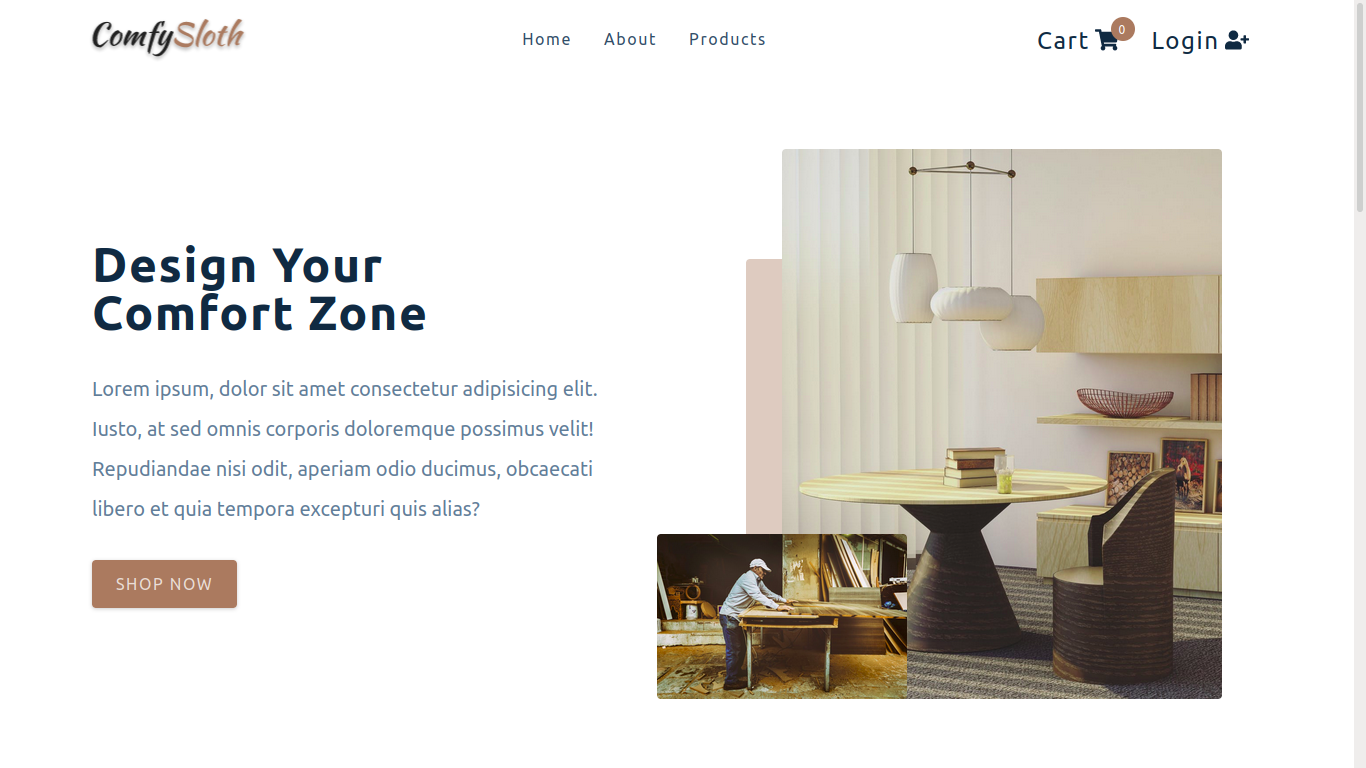 ComfySloth
Home About Products
Cart 0 Login
Design Your
Comfort Zone
Lorem ipsum, dolor sit amet consectetur adipisicing elit.
Iusto, at sed omnis corporis doloremque possimus velit!
Repudiandae nisi odit, aperiam odio ducimus, obcaecati
libero et quia tempora excepturi quis alias?
SHOP NOW